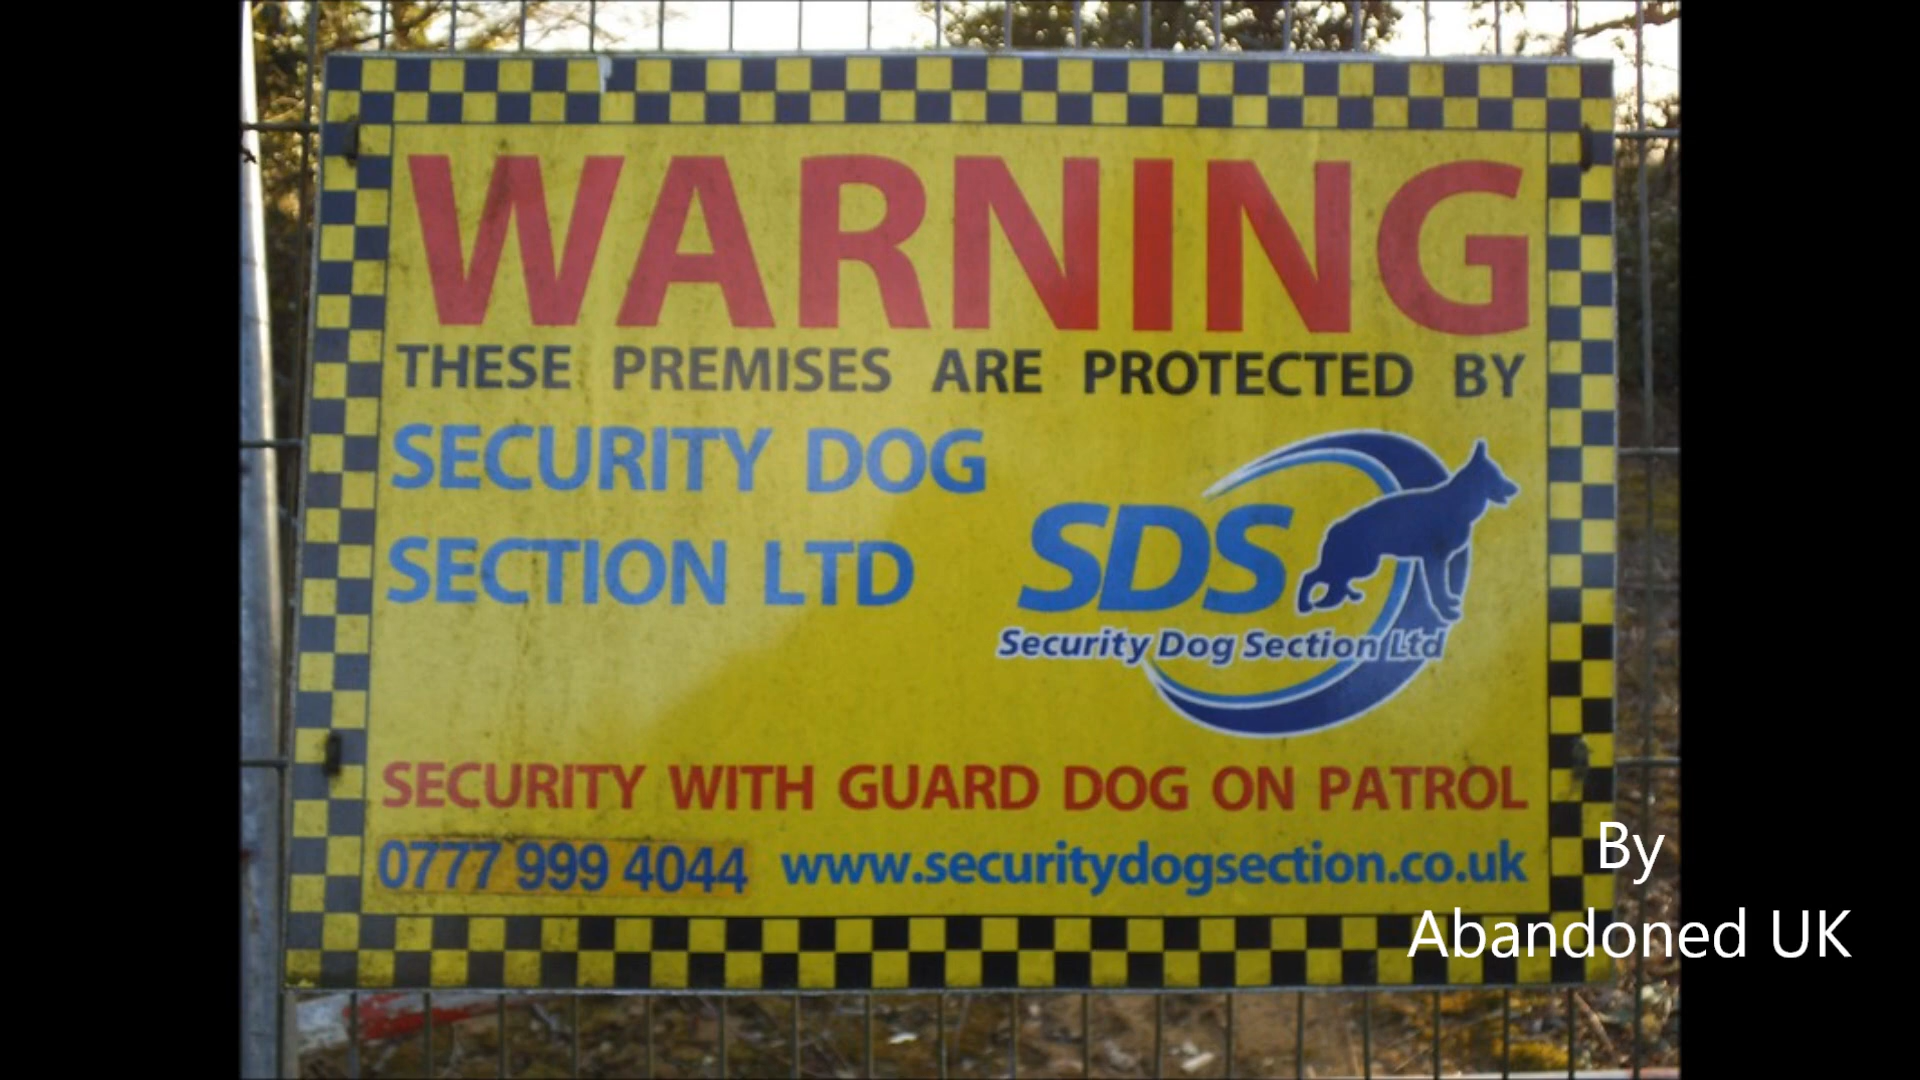 WARNING
THESE PREMISES ARE PROTECTED BY
SECURITY DOG
SECTION LTD
SDS
Security Dog Section Ltd
SECURITY WITH GUARD DOG ON PATROL
0777 999 4044 www.securitydogsection.co.uk
By
Abandoned UK